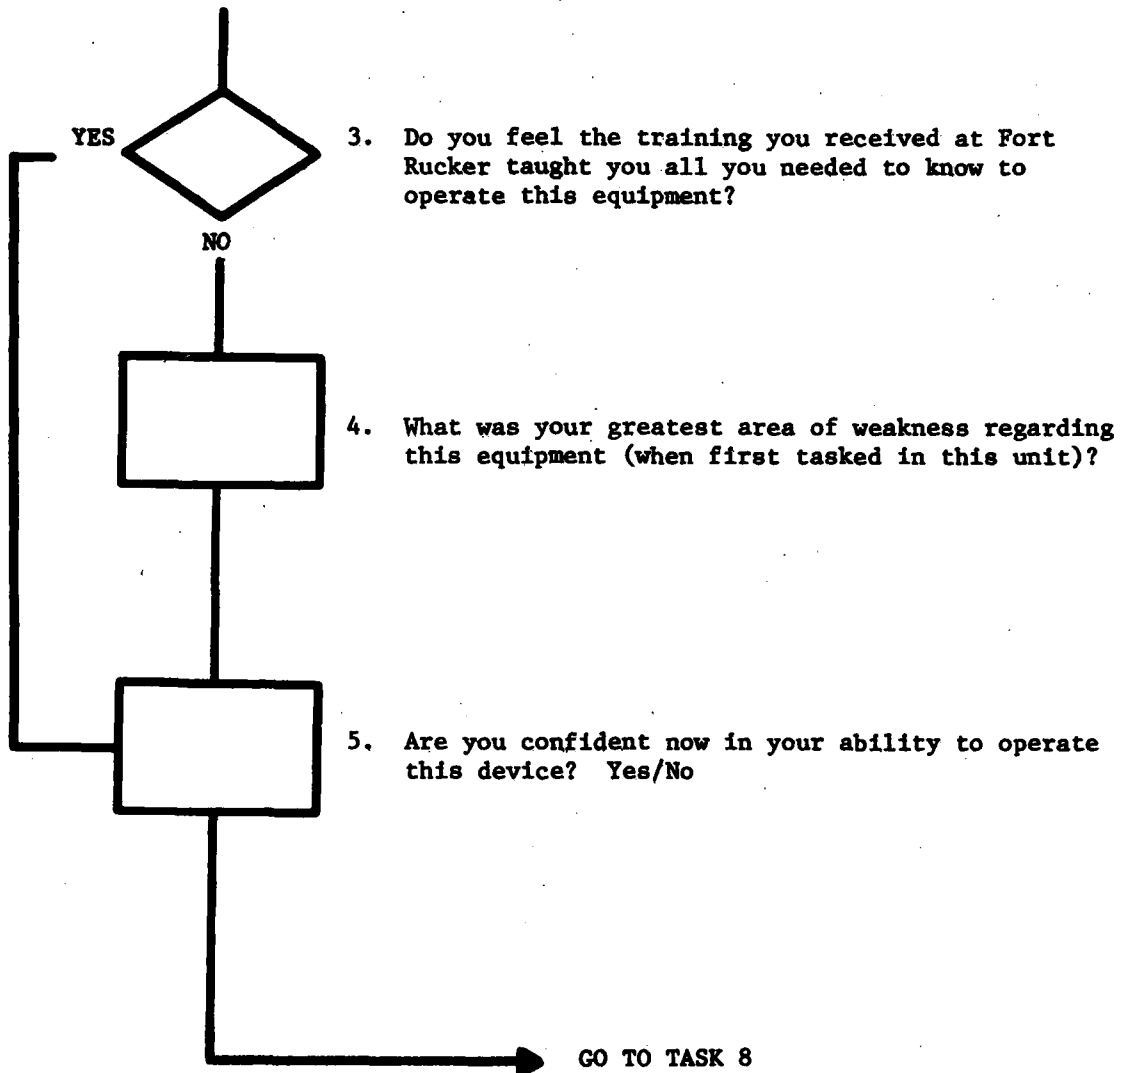 YES
3. Do you feel the training you received at Fort
Rucker taught you all you needed to know to
operate this equipment?
NO
4. What was your greatest area of weakness regarding
this equipment (when first tasked in this unit)?
5. Are you confident now in your ability to operate
this device? Yes/No
GO TO TASK 8